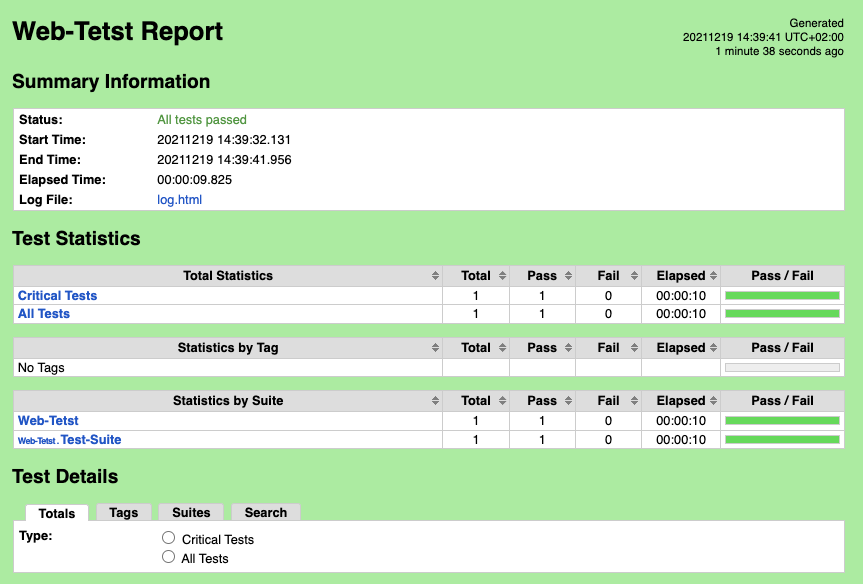 Web-Tetst Report
Generated
20211219 14:39:41 UTC+02:00
1 minute 38 seconds ago
Summary Information
Status: All tests passed
Start Time: 20211219 14:39:32.131
End Time: 20211219 14:39:41.956
Elapsed Time: 00:00:09.825
Log File: log.html
Test Statistics
Total Statistics Total Pass Fail Elapsed Pass / Fail
Critical Tests 1 1 0 00:00:10
All Tests 1 1 0 00:00:10
Statistics by Tag Total Pass Fail Elapsed Pass / Fail
No Tags
Statistics by Suite Total Pass Fail Elapsed Pass / Fail
Web-Tetst 1 1 0 00:00:10
Web-Tetst . Test-Suite 1 1 0 00:00:10
Test Details
Totals Tags Suites Search
Type: Critical Tests
All Tests